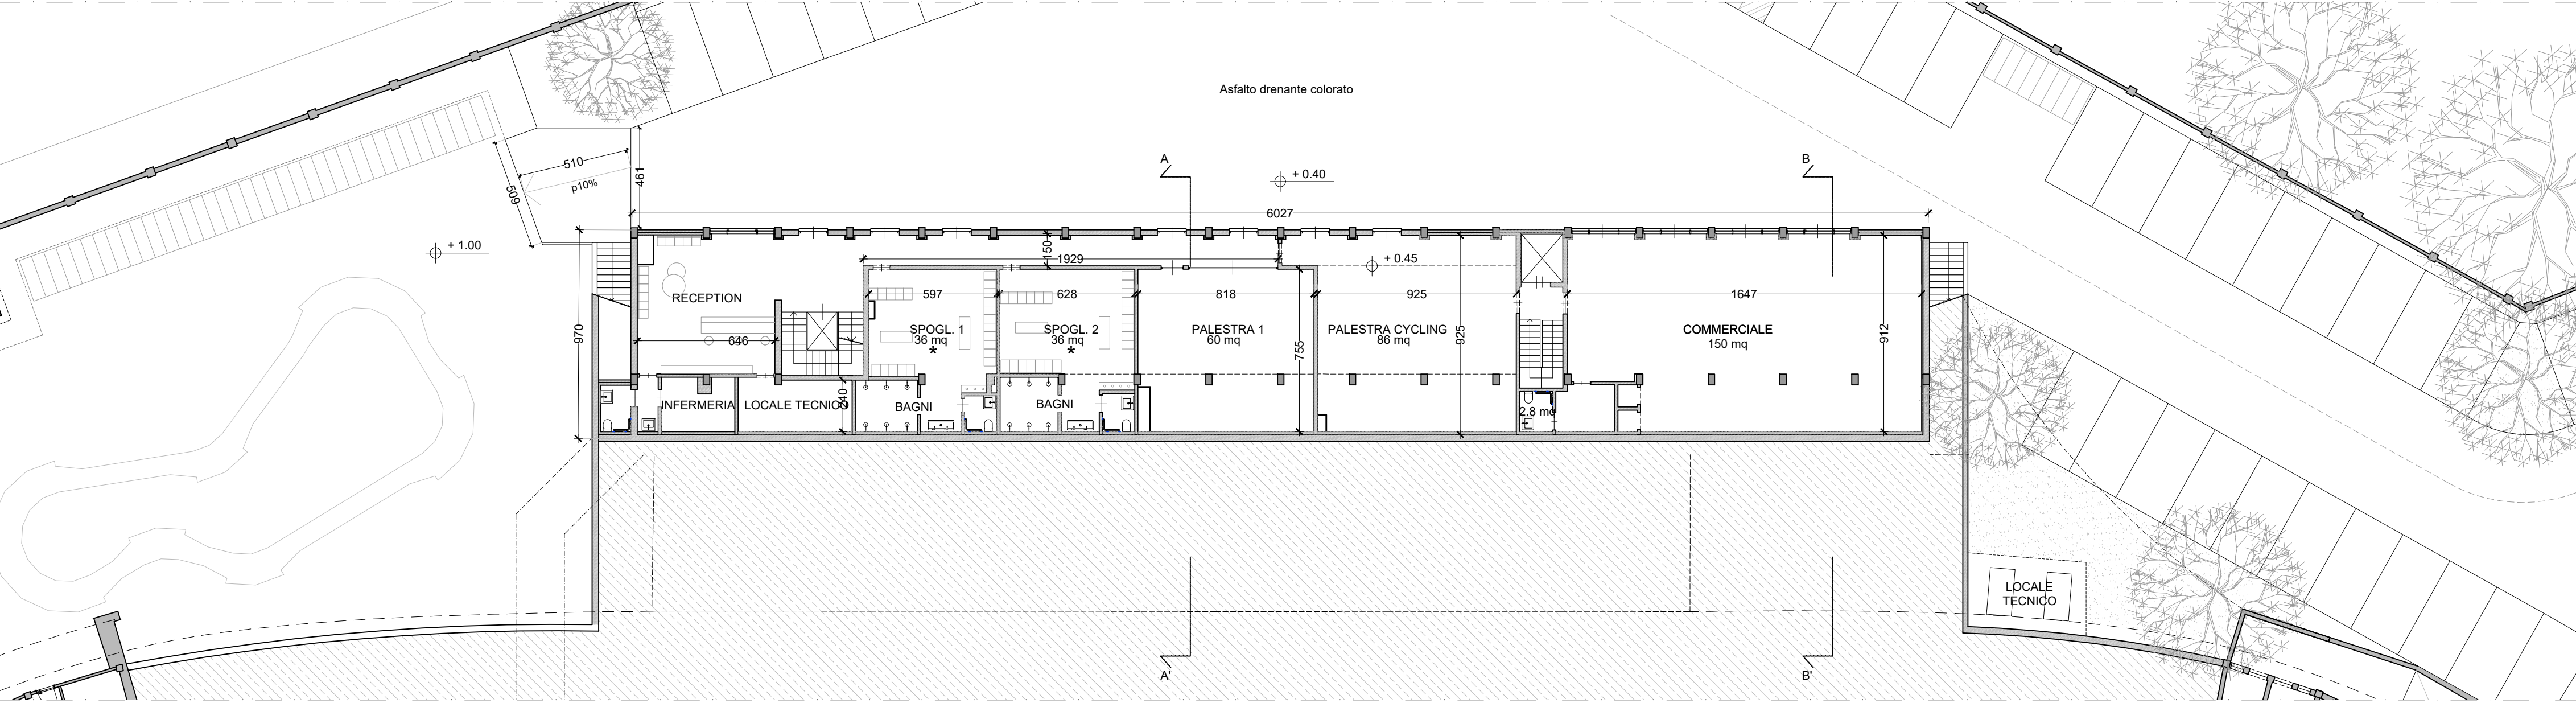 Asfalto drenante colorato
510
p10%
509
461
A
B
+ 0.40
6027
+ 1.00
150
1929
+ 0.45
RECEPTION
597
628
818
925
1647
970
646
SPOGL. 1
36 mq
*
SPOGL. 2
36 mq
*
PALESTRA 1
60 mq
755
PALESTRA CYCLING
86 mq
925
COMMERCIALE
150 mq
912
INFERMERIA
LOCALE TECNICO
240
BAGNI
BAGNI
2.8 mq
LOCALE
TECNICO
A'
B'